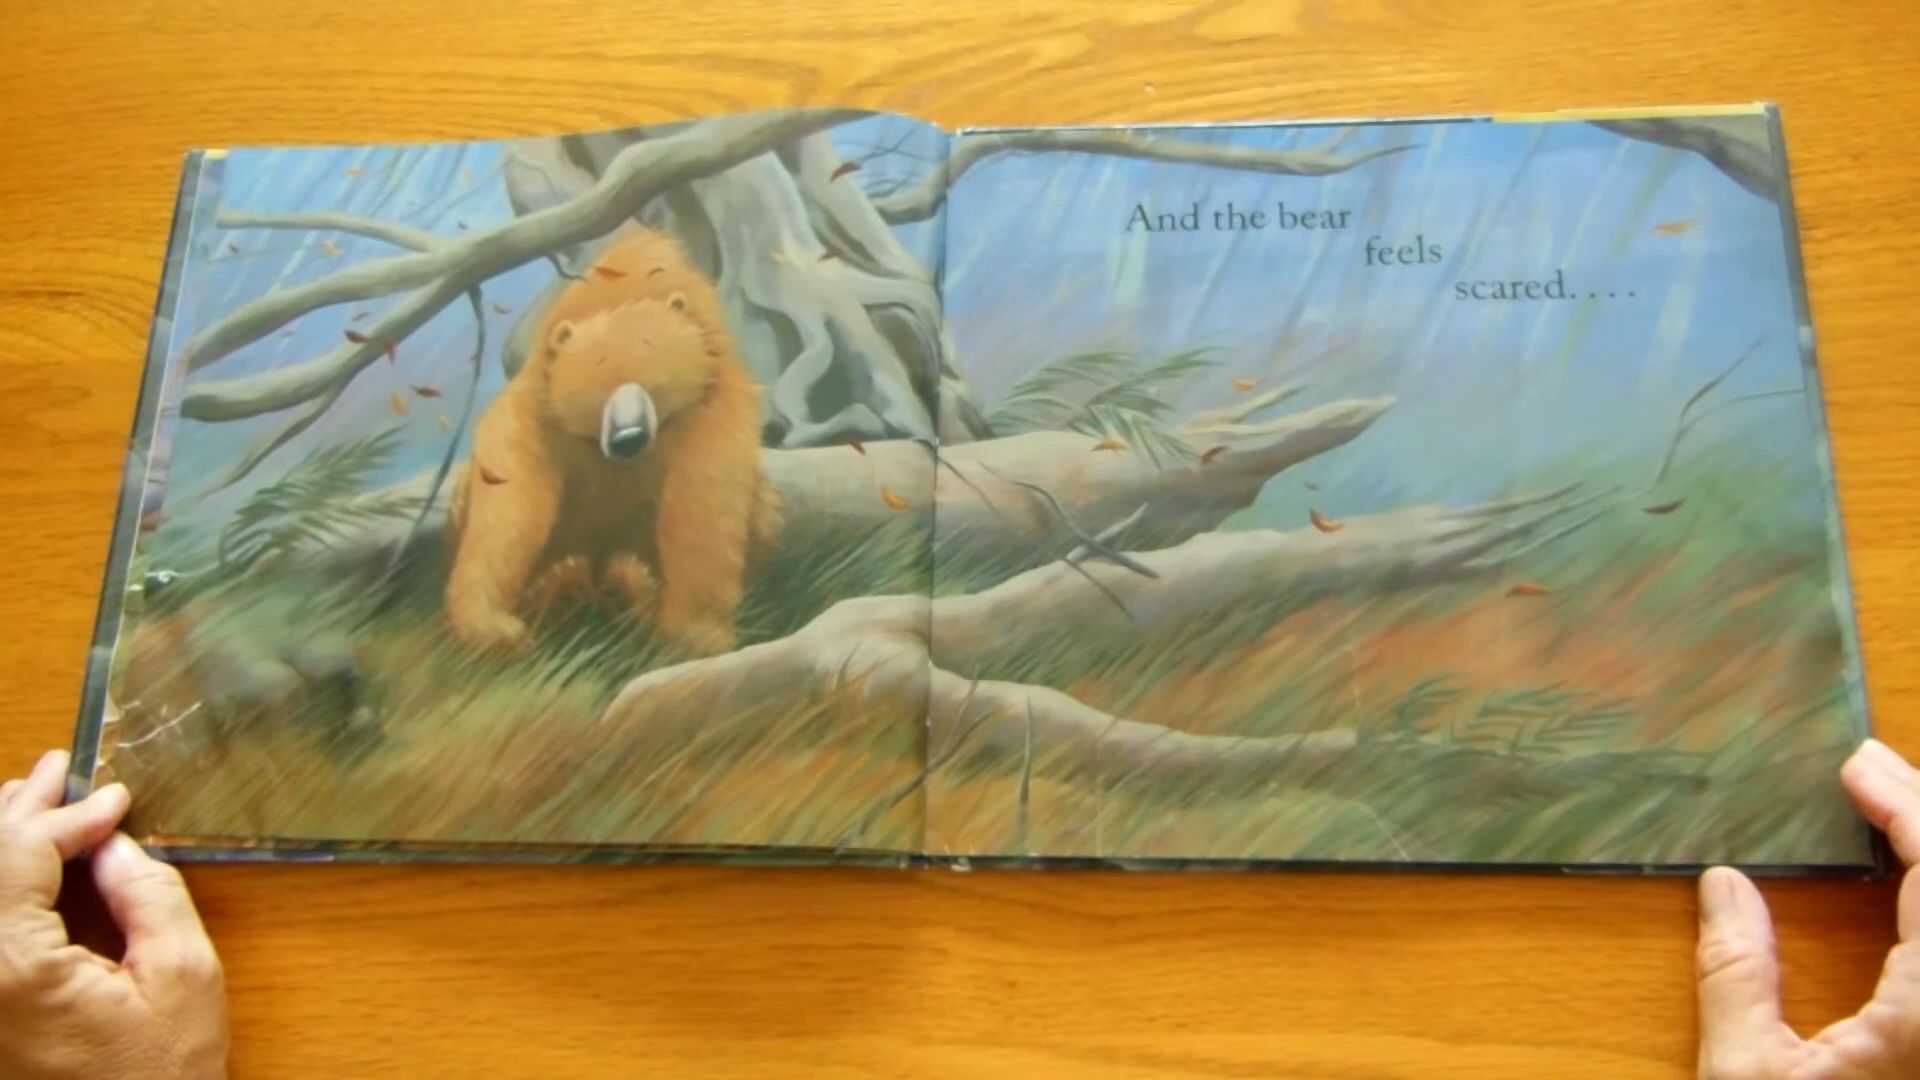 And the bear
feels
scared. . . .